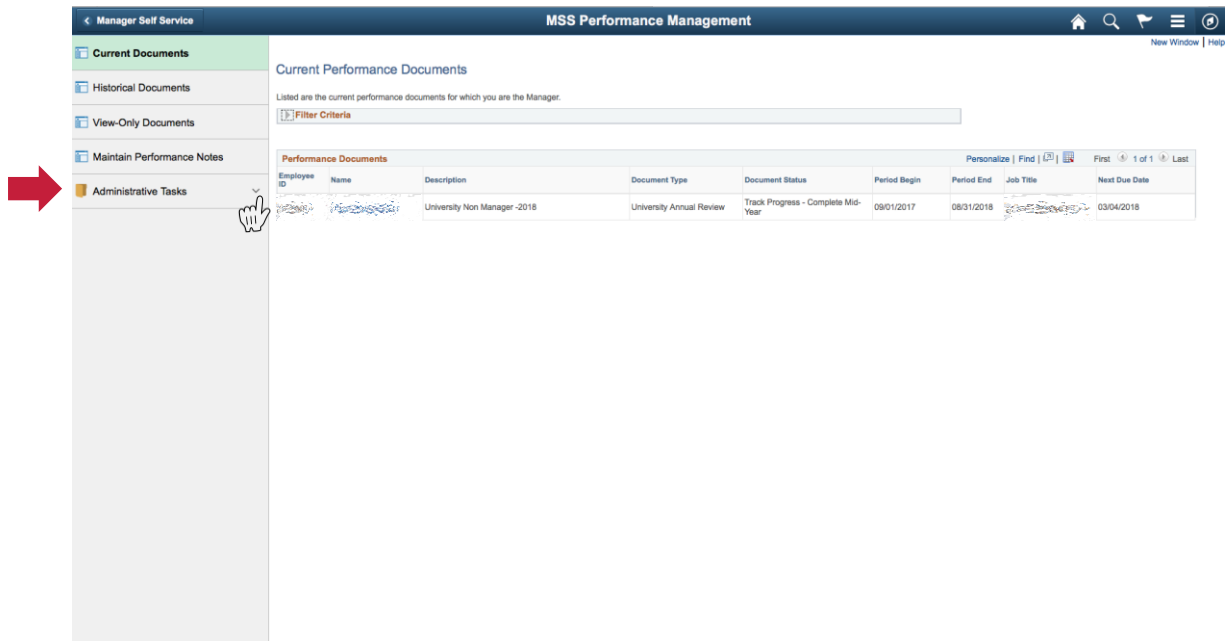 Manager Self Service
MSS Performance Management
New Window | Help
Current Documents
Historical Documents
View-Only Documents
Maintain Performance Notes
Administrative Tasks
Current Performance Documents
Listed are the current performance documents for which you are the Manager.
Filter Criteria
Performance Documents
Personalize | Find | | First 1 of 1 Last
Employee ID Name Description Document Type Document Status Period Begin Period End Job Title Next Due Date
University Non Manager -2018 University Annual Review Track Progress - Complete Mid-Year 09/01/2017 08/31/2018 03/04/2018